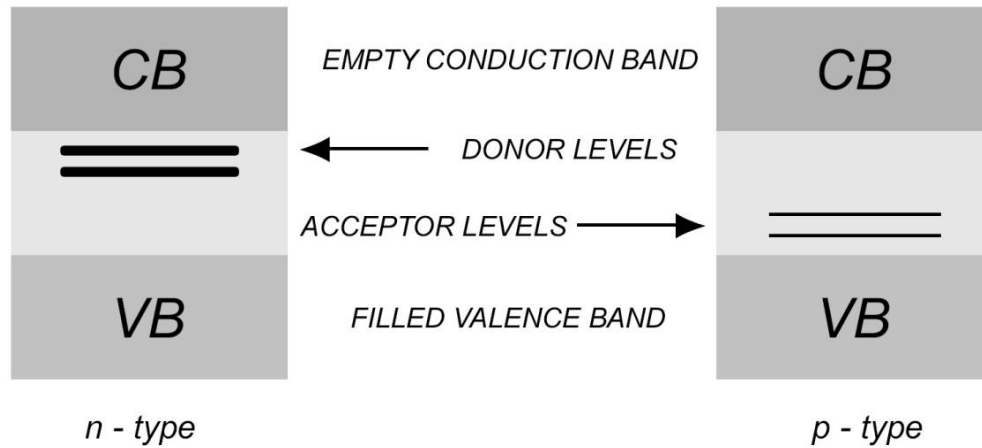 CB
EMPTY CONDUCTION BAND
CB
DONOR LEVELS
ACCEPTOR LEVELS
VB
FILLED VALENCE BAND
VB
n - type
p - type